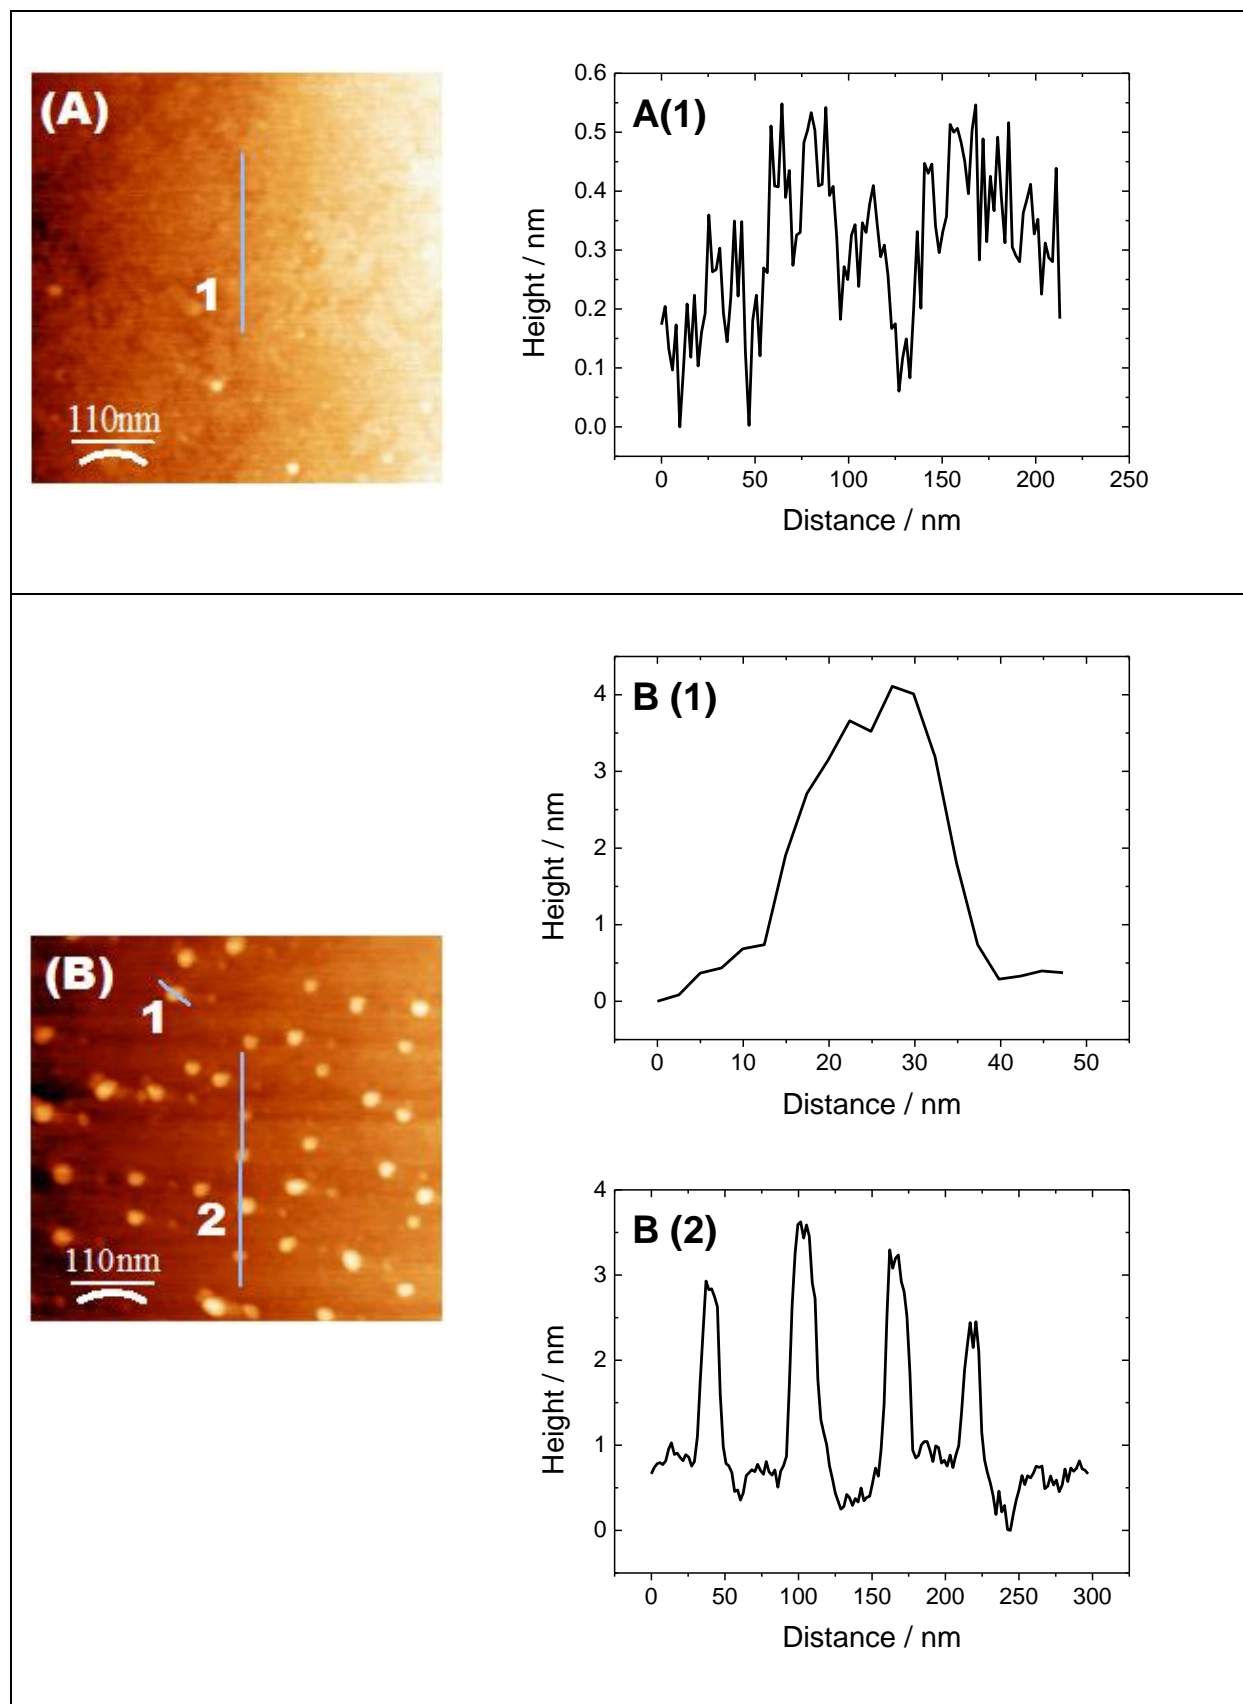 (A)
1
110nm
A(1)
0.6
0.5
0.4
0.3
0.2
0.1
0.0
Height / nm
0 50 100 150 200 250
Distance / nm
(B)
1
2
110nm
B (1)
4
3
2
1
0
Height / nm
0 10 20 30 40 50
Distance / nm
B (2)
4
3
2
1
0
Height / nm
0 50 100 150 200 250 300
Distance / nm